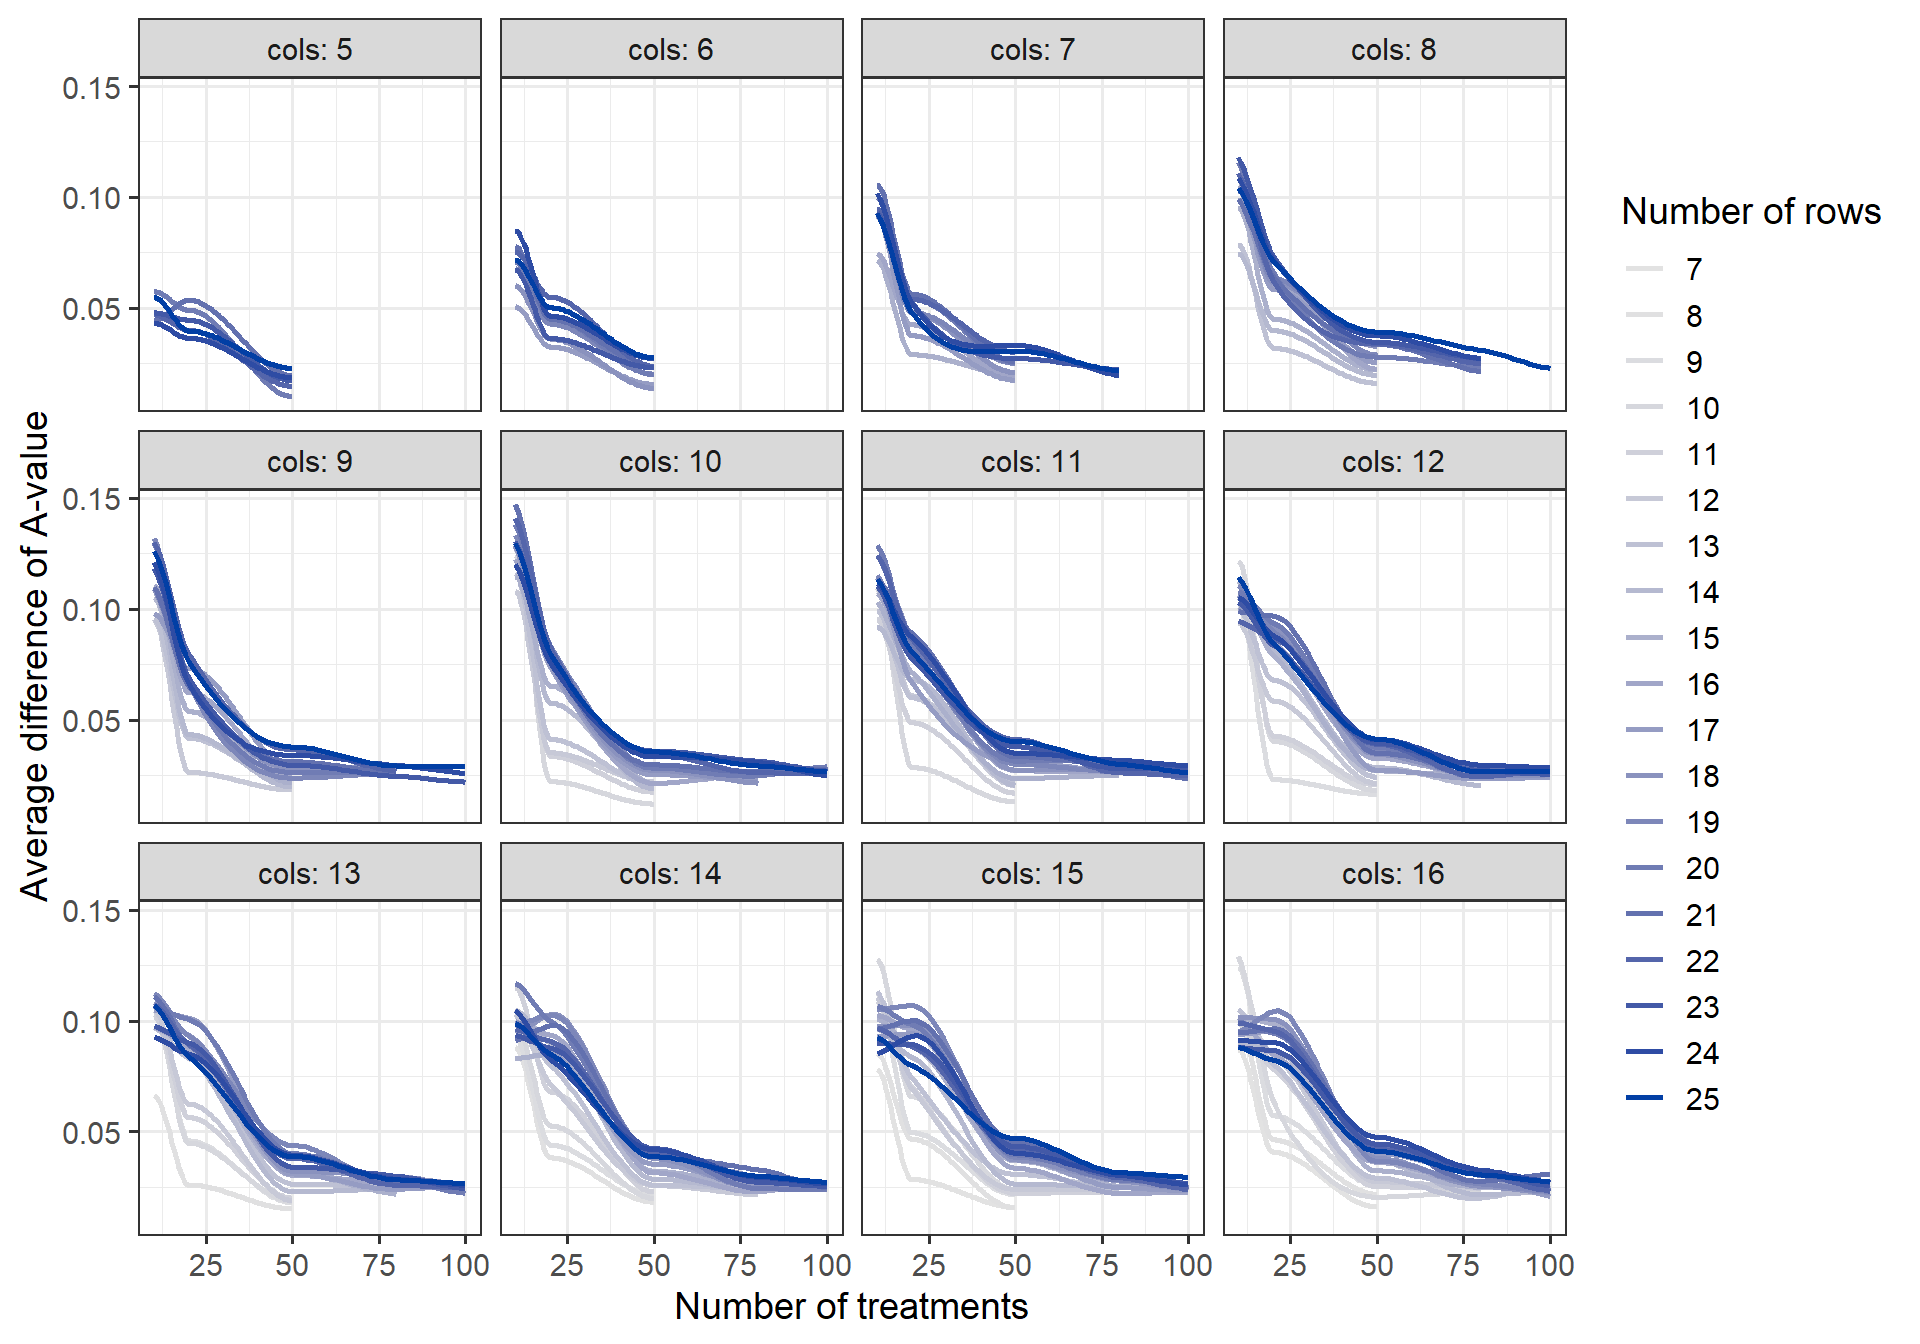 cols: 5
cols: 6
cols: 7
cols: 8
0.15
0.10
0.05
cols: 9
cols: 10
cols: 11
cols: 12
0.15
0.10
0.05
cols: 13
cols: 14
cols: 15
cols: 16
0.15
0.10
0.05
25 50 75 100
25 50 75 100
25 50 75 100
25 50 75 100
Number of treatments
Average difference of A-value
Number of rows
7
8
9
10
11
12
13
14
15
16
17
18
19
20
21
22
23
24
25